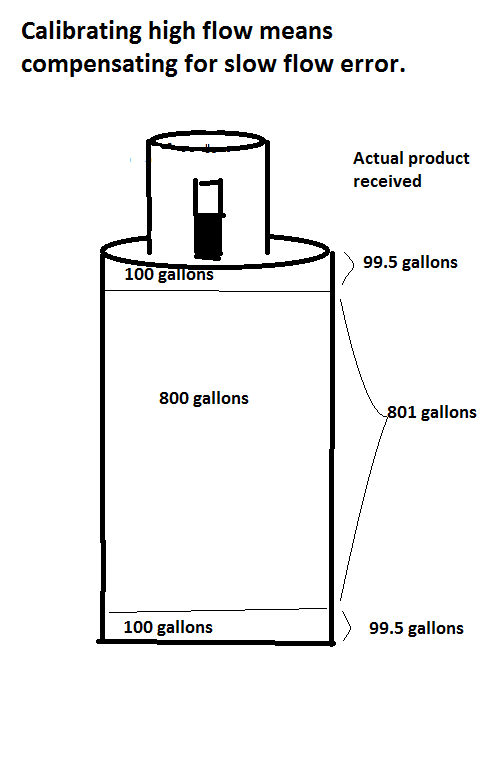 Calibrating high flow means
compensating for slow flow error.
Actual product
received
100 gallons
99.5 gallons
800 gallons
801 gallons
100 gallons
99.5 gallons